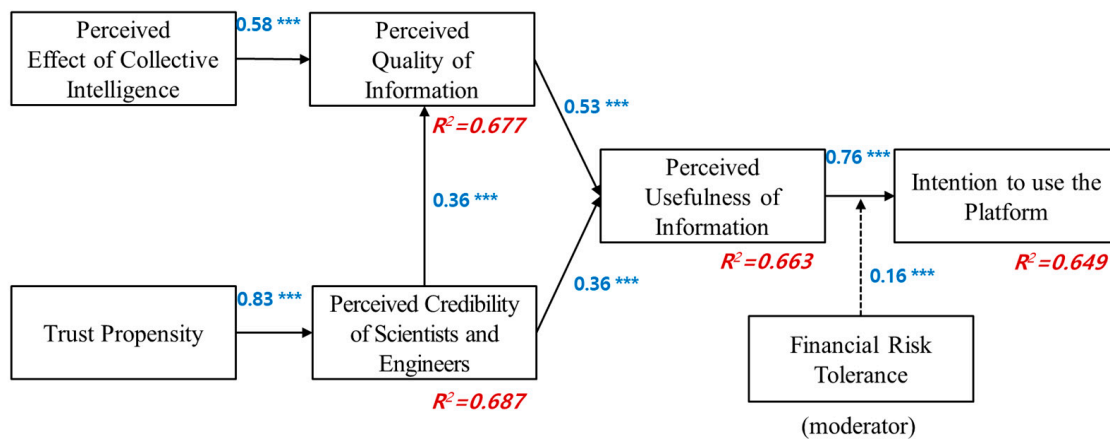 Perceived
Effect of Collective
Intelligence
0.58 ***
Perceived
Quality of
Information
R²=0.677
0.53 ***
0.36 ***
Perceived
Usefulness of
Information
R²=0.663
0.76 ***
Intention to use the
Platform
R²=0.649
Trust Propensity
0.83 ***
Perceived Credibility
of Scientists and
Engineers
R²=0.687
0.36 ***
0.16 ***
Financial Risk
Tolerance
(moderator)